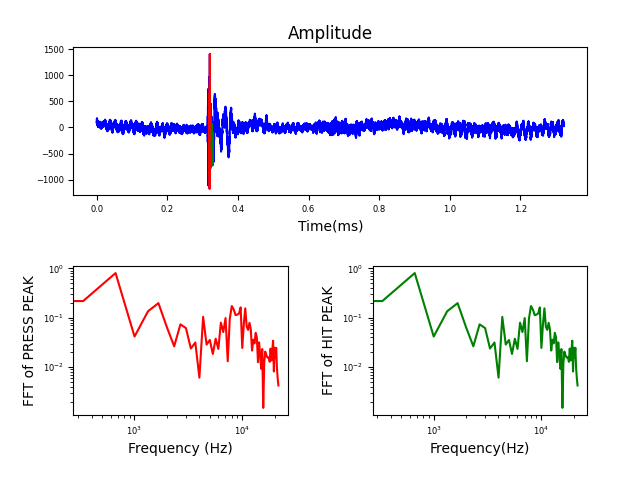 Amplitude
1500
1000
500
0
−500
−1000
0.0 0.2 0.4 0.6 0.8 1.0 1.2
Time(ms)
FFT of PRESS PEAK
10⁰
10⁻¹
10⁻²
10³ 10⁴
Frequency (Hz)
FFT of HIT PEAK
10⁰
10⁻¹
10⁻²
10³ 10⁴
Frequency(Hz)